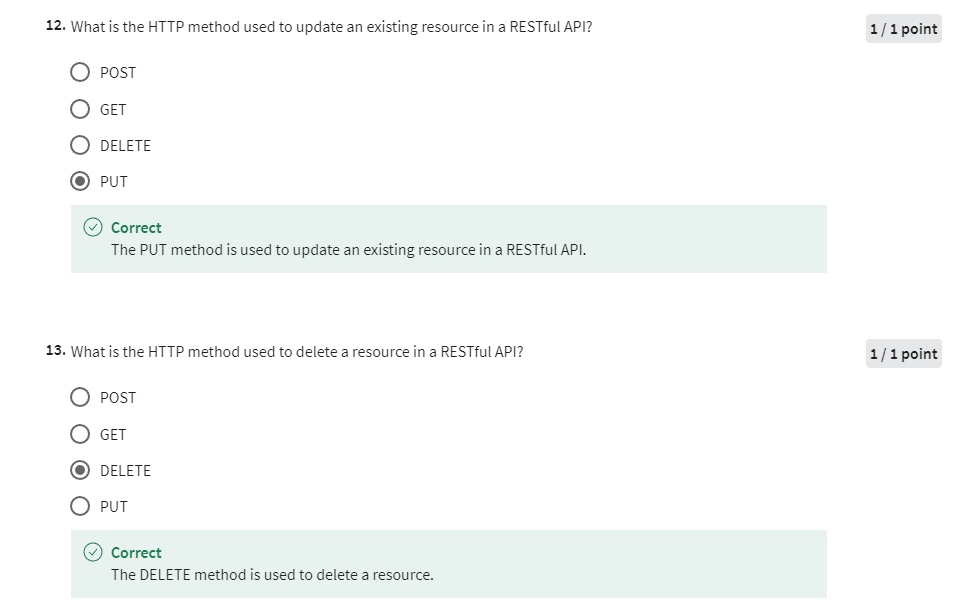 12. What is the HTTP method used to update an existing resource in a RESTful API?
1 / 1 point
POST
GET
DELETE
PUT
Correct
The PUT method is used to update an existing resource in a RESTful API.
13. What is the HTTP method used to delete a resource in a RESTful API?
1 / 1 point
POST
GET
DELETE
PUT
Correct
The DELETE method is used to delete a resource.